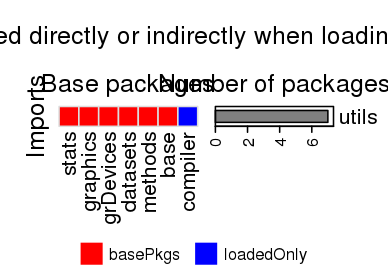 ed directly or indirectly when loadin
Base packages
Number of packages
Imports
utils
0 2 4 6
stats
graphics
grDevices
datasets
methods
base
compiler
basePkgs loadedOnly